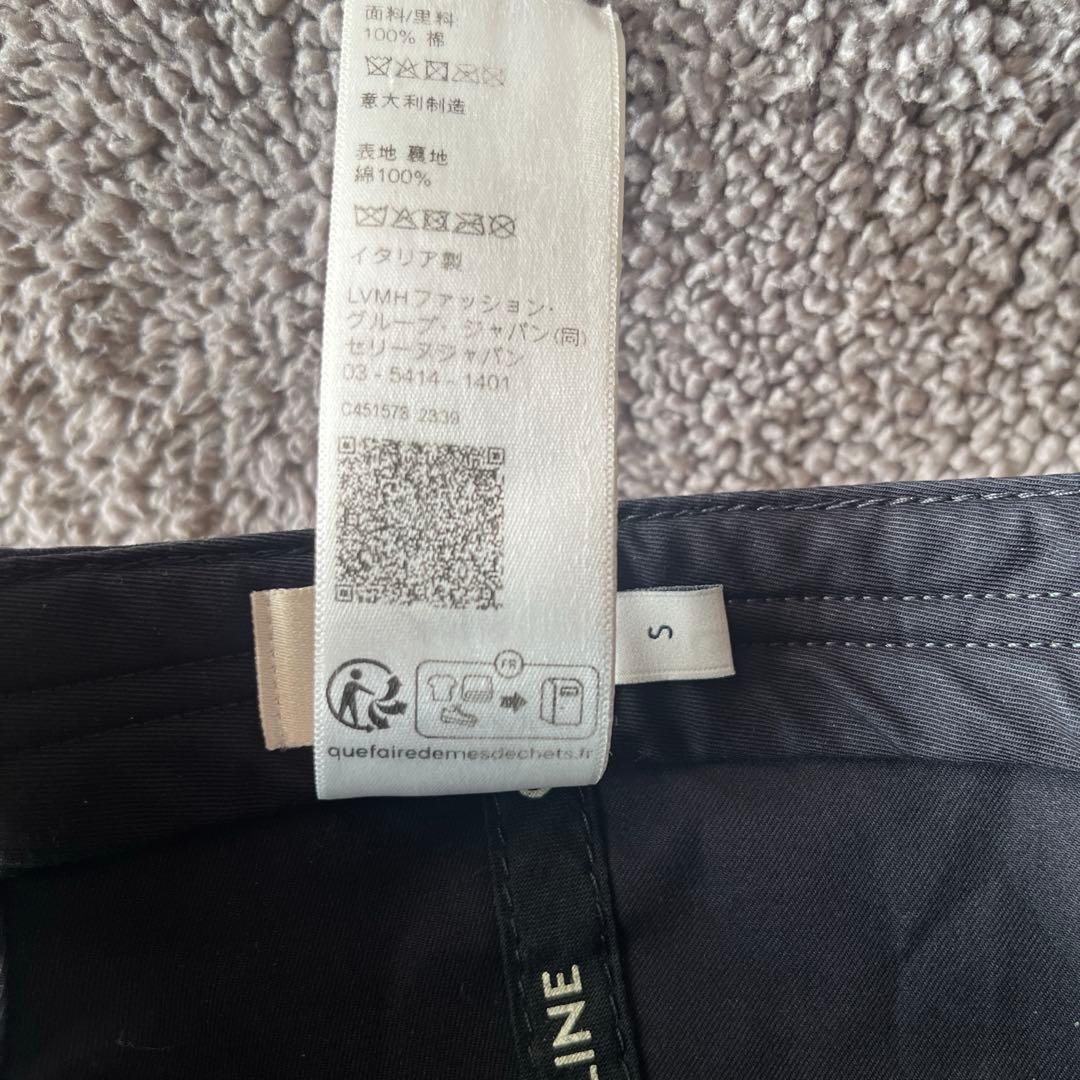 面料/里料
100% 棉
意大利制造
表地 裏地
綿100%
イタリア製
LVMHファッション・
グループ・ジャパン(同)
セリーヌジャパン
03 - 5414 - 1401
C451578 2339
FR
quefairedemesdechets.fr
S
LINE